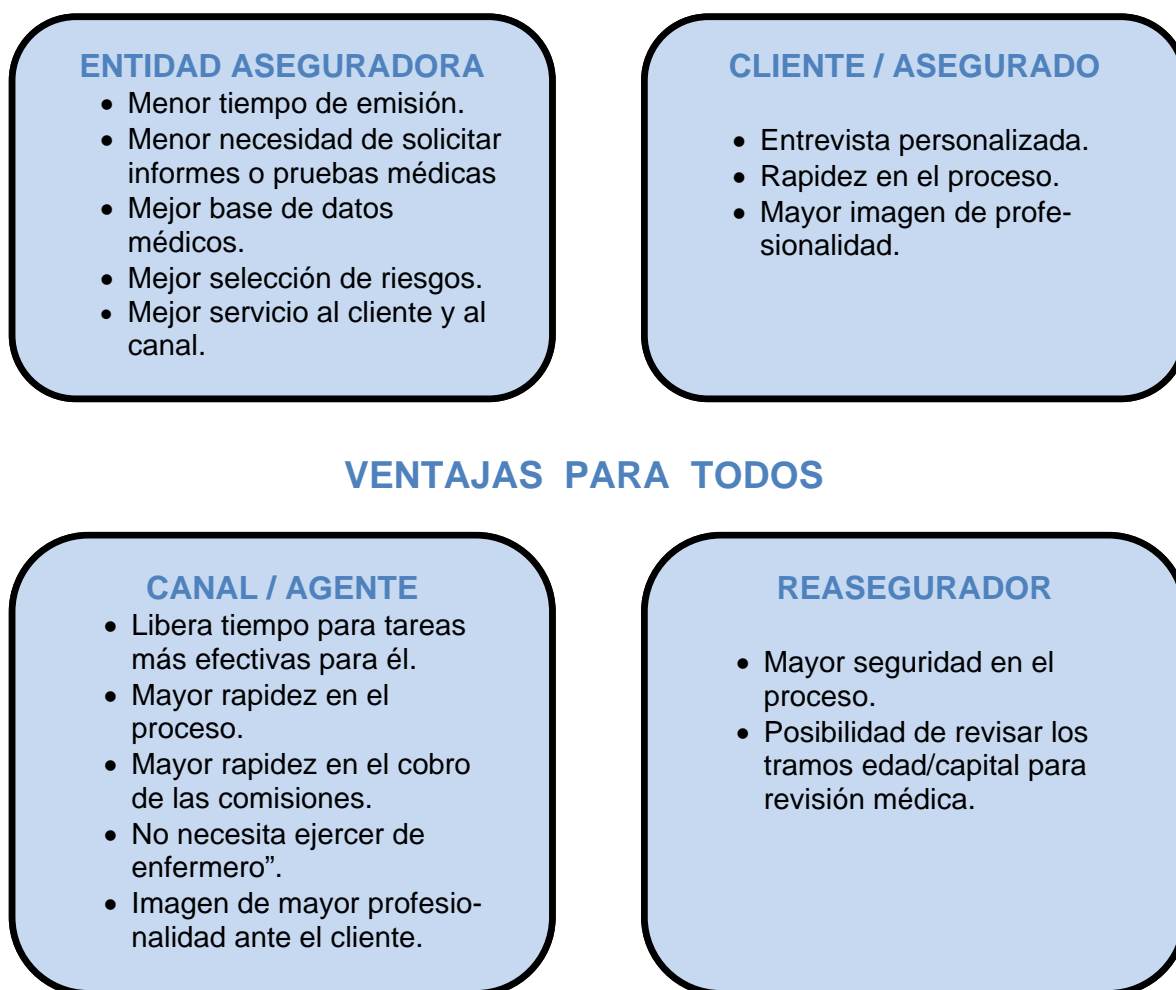 ENTIDAD ASEGURADORA
• Menor tiempo de emisión.
• Menor necesidad de solicitar
informes o pruebas médicas
• Mejor base de datos
médicos.
• Mejor selección de riesgos.
• Mejor servicio al cliente y al
canal.
CLIENTE / ASEGURADO
• Entrevista personalizada.
• Rapidez en el proceso.
• Mayor imagen de profe-
sionalidad.
VENTAJAS PARA TODOS
CANAL / AGENTE
• Libera tiempo para tareas
más efectivas para él.
• Mayor rapidez en el
proceso.
• Mayor rapidez en el cobro
de las comisiones.
• No necesita ejercer de
enfermero”.
• Imagen de mayor profesio-
nalidad ante el cliente.
REASEGURADOR
• Mayor seguridad en el
proceso.
• Posibilidad de revisar los
tramos edad/capital para
revisión médica.